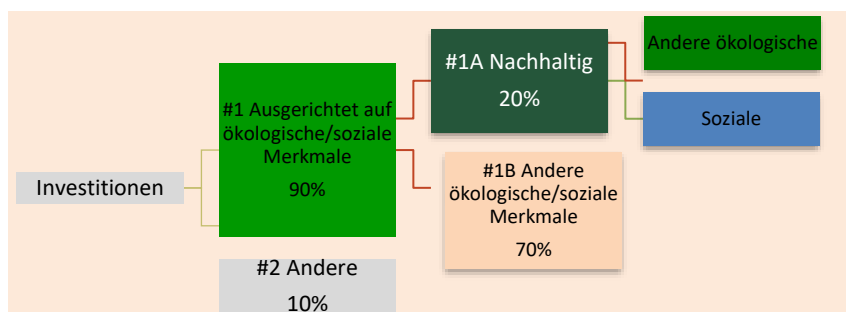 Investitionen
#1 Ausgerichtet auf
ökologische/soziale
Merkmale
90%
#2 Andere
10%
#1A Nachhaltig
20%
#1B Andere
ökologische/soziale
Merkmale
70%
Andere ökologische
Soziale